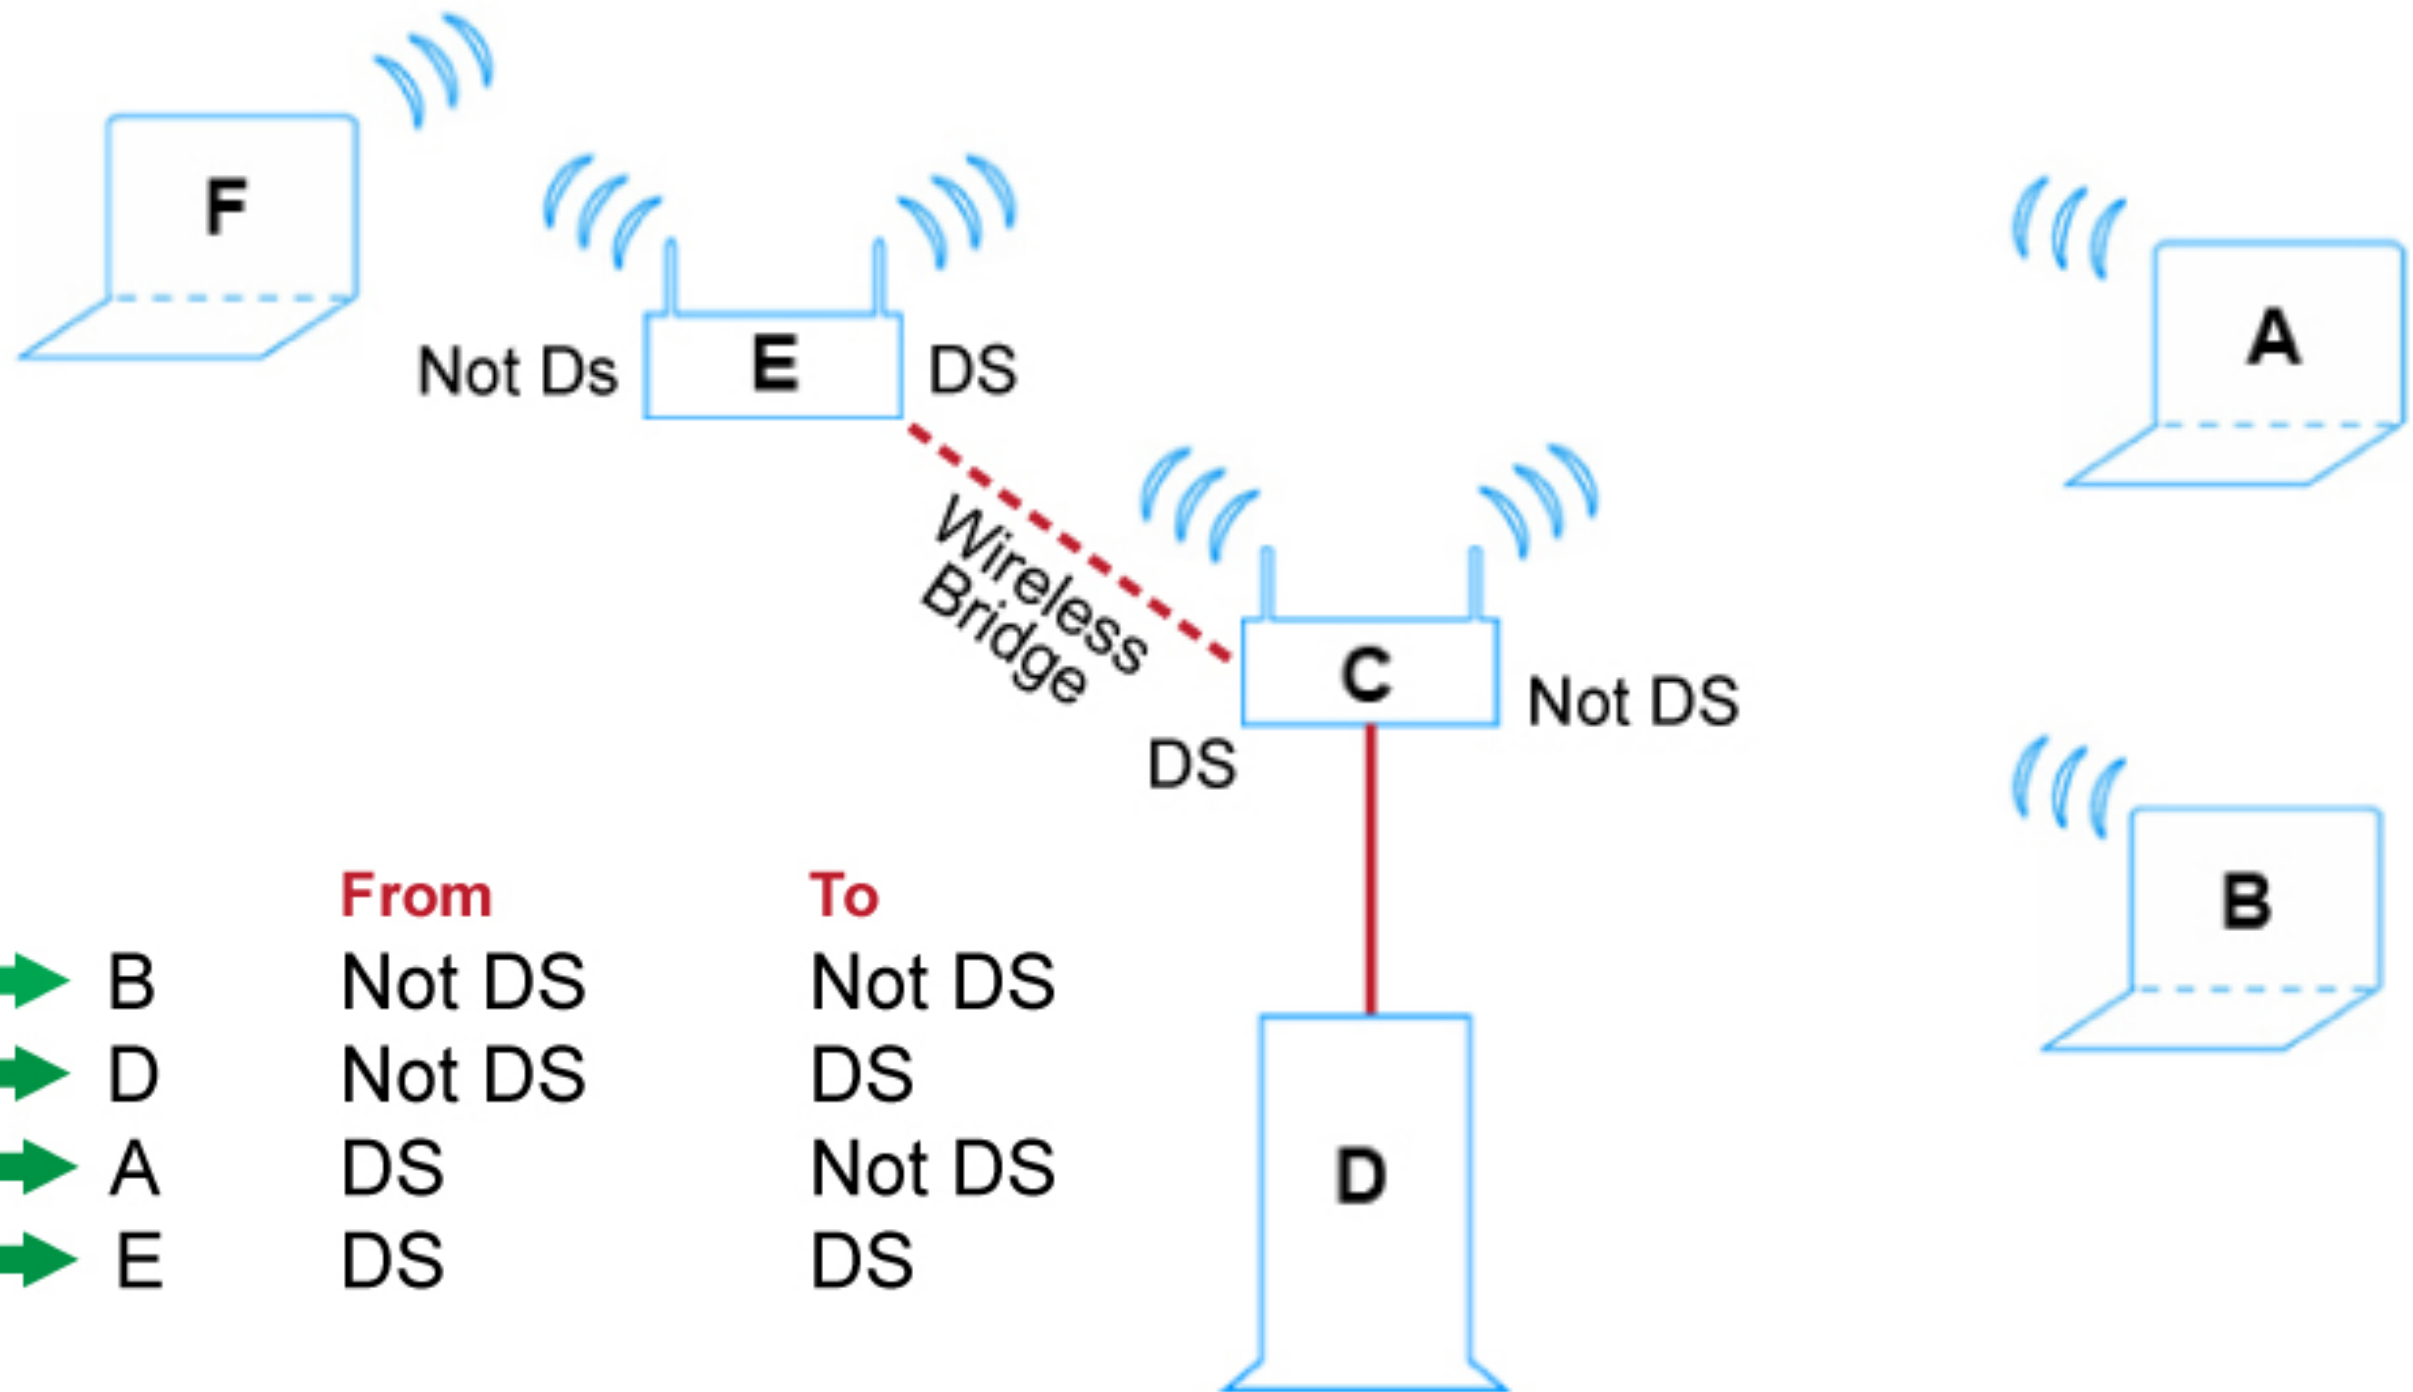 F
A
Not Ds
E
DS
Wireless
Bridge
C
Not DS
DS
B
From To
B Not DS Not DS
D Not DS DS
A DS Not DS
E DS DS
D